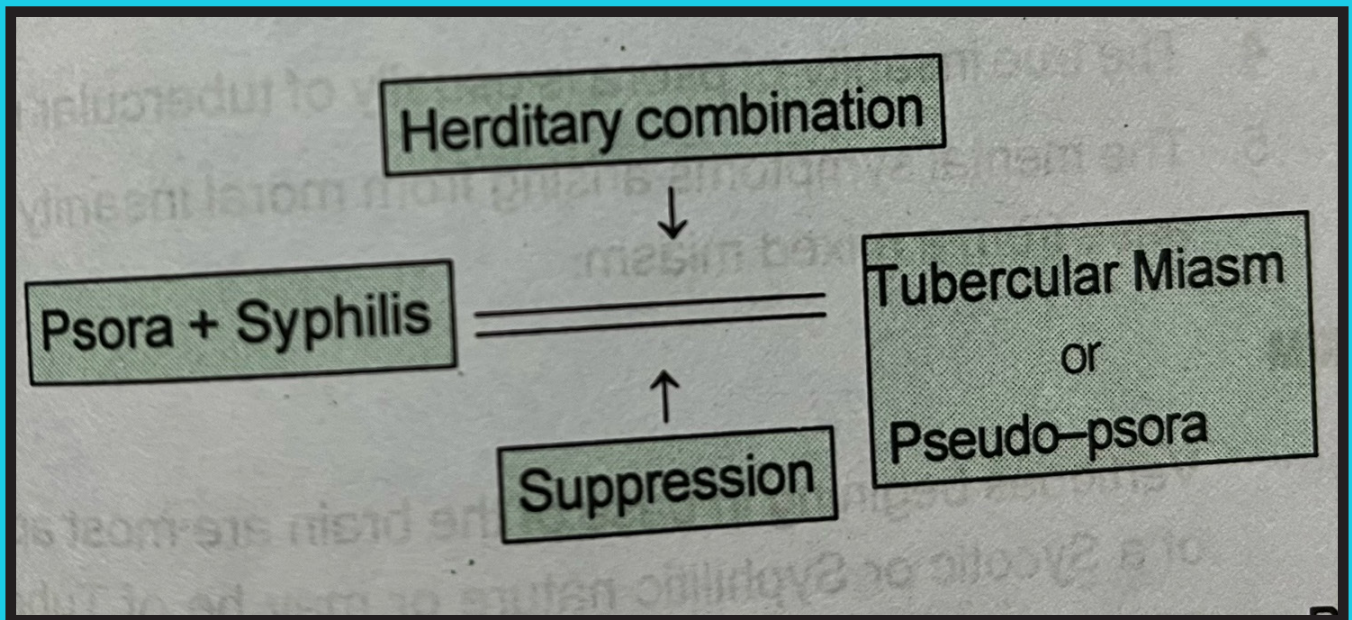 Herditary combination
Psora + Syphilis
Tubercular Miasm
or
Pseudo–psora
Suppression